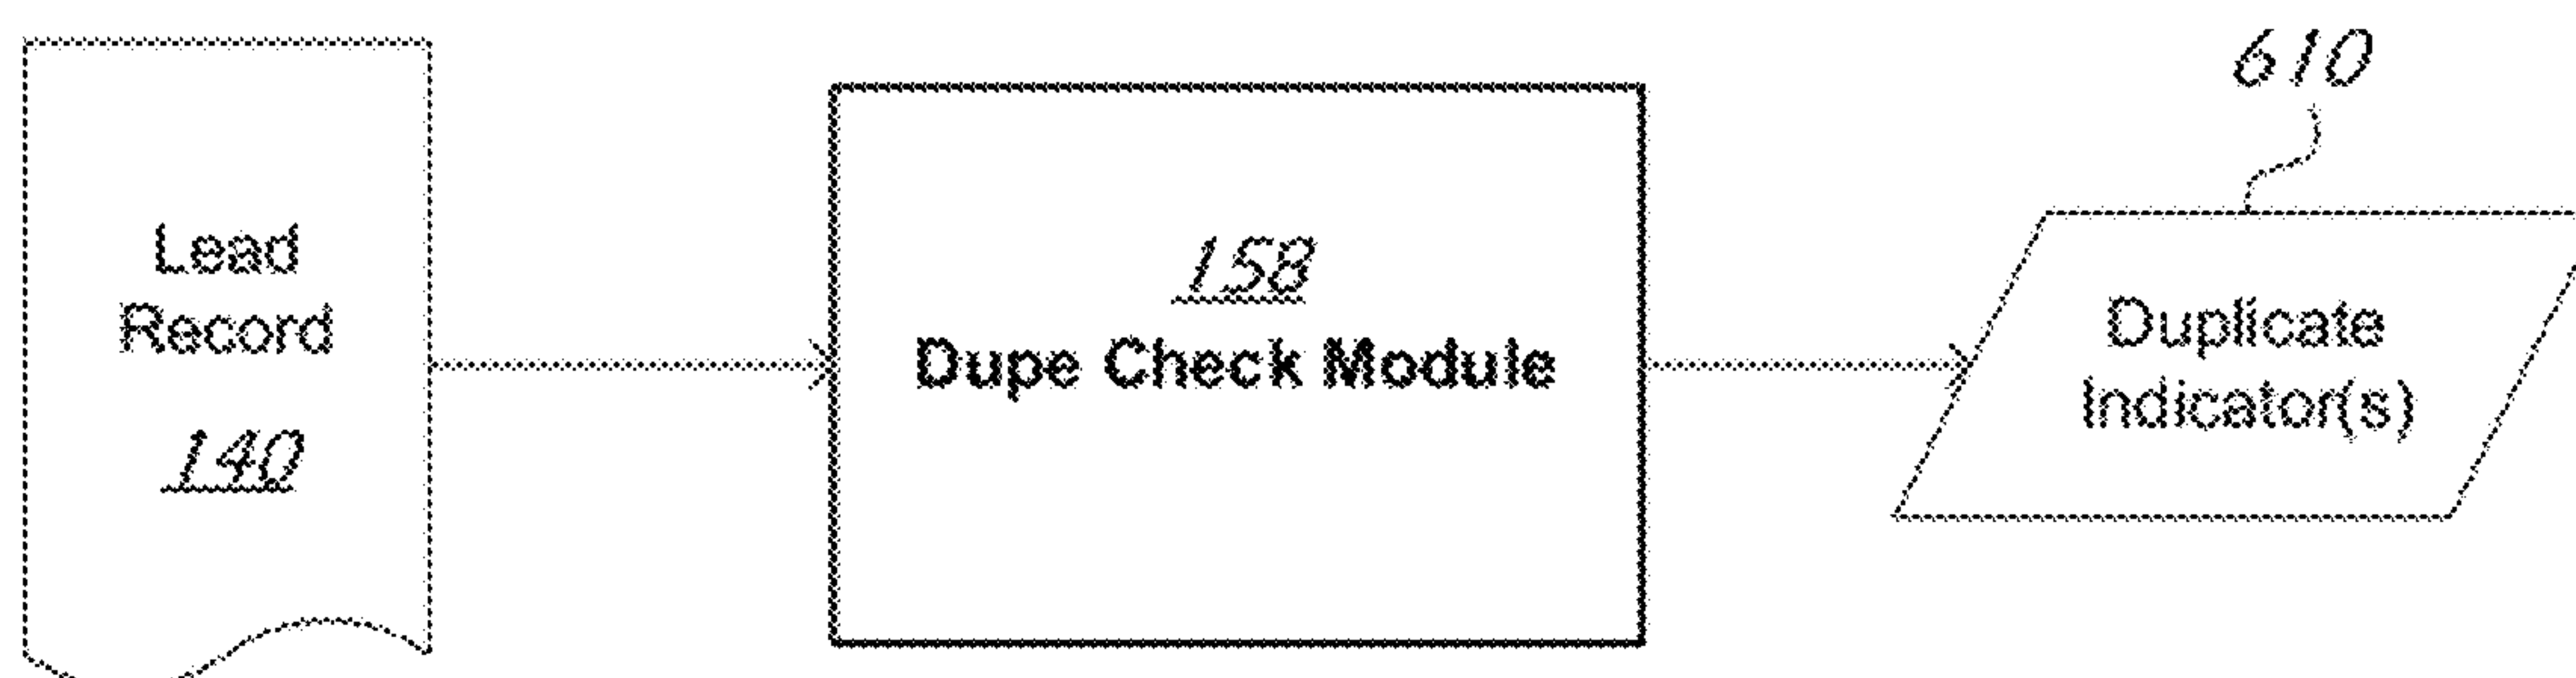 Lead
Record
140
158
Dupe Check Module
610
Duplicate
Indicator(s)